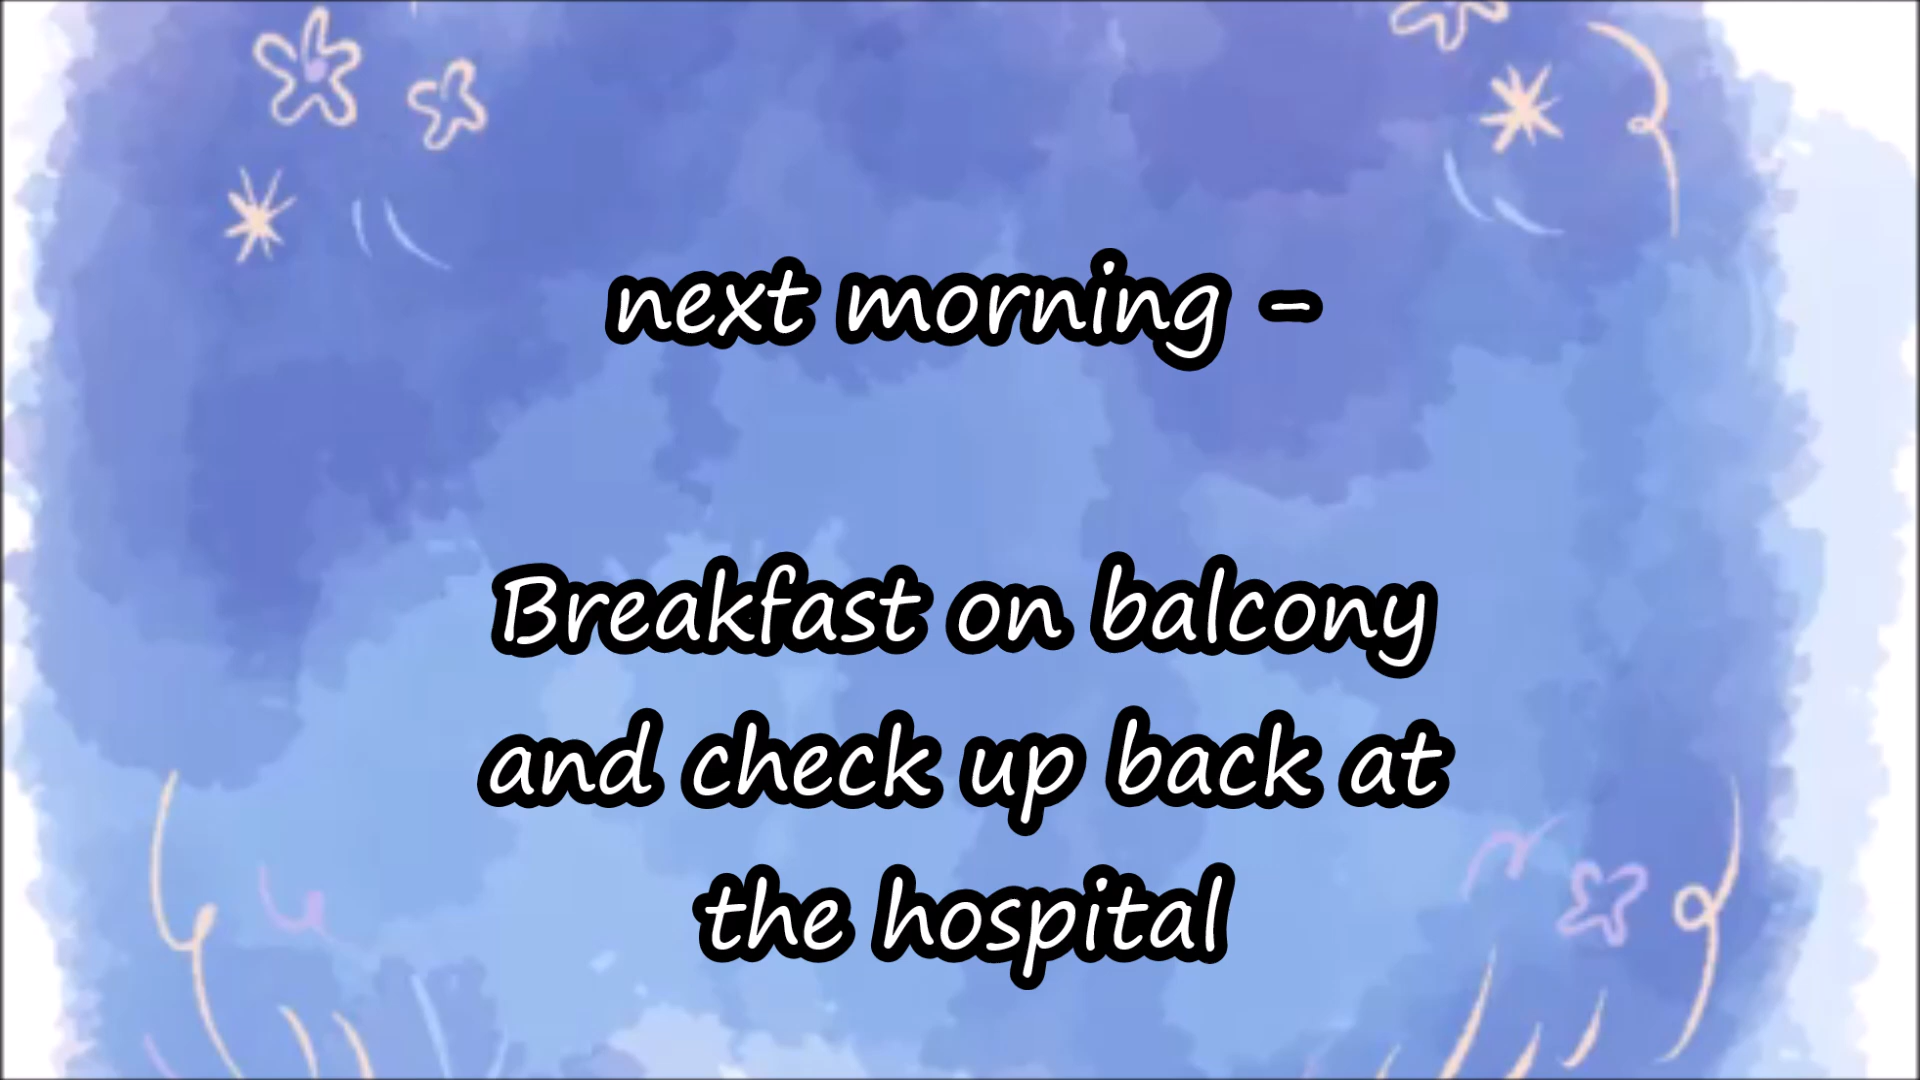 next morning -
Breakfast on balcony
and check up back at
the hospital